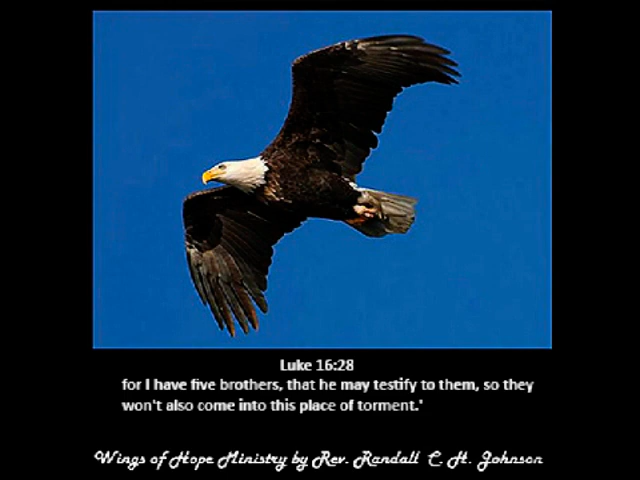 Luke 16:28
for I have five brothers, that he may testify to them, so they
won't also come into this place of torment.'
Wings of Hope Ministry by Rev. Randall C. H. Johnson